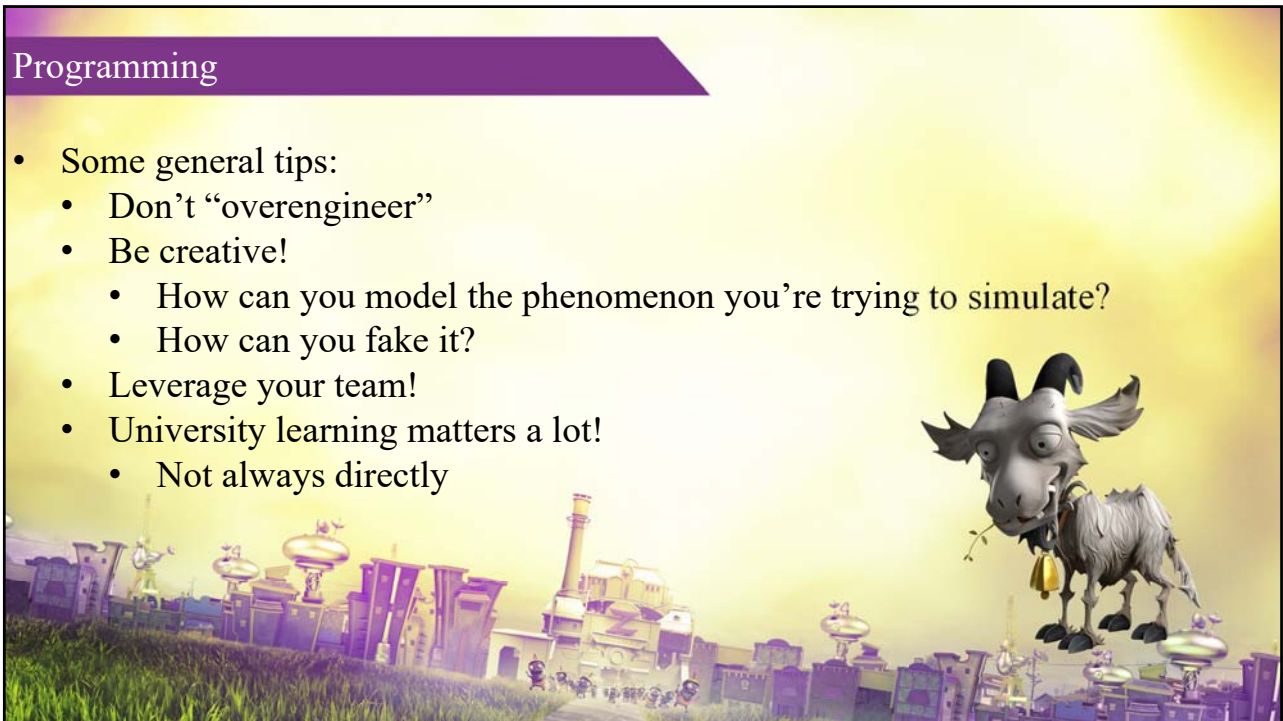 Programming
• Some general tips:
• Don’t “overengineer”
• Be creative!
• How can you model the phenomenon you’re trying to simulate?
• How can you fake it?
• Leverage your team!
• University learning matters a lot!
• Not always directly